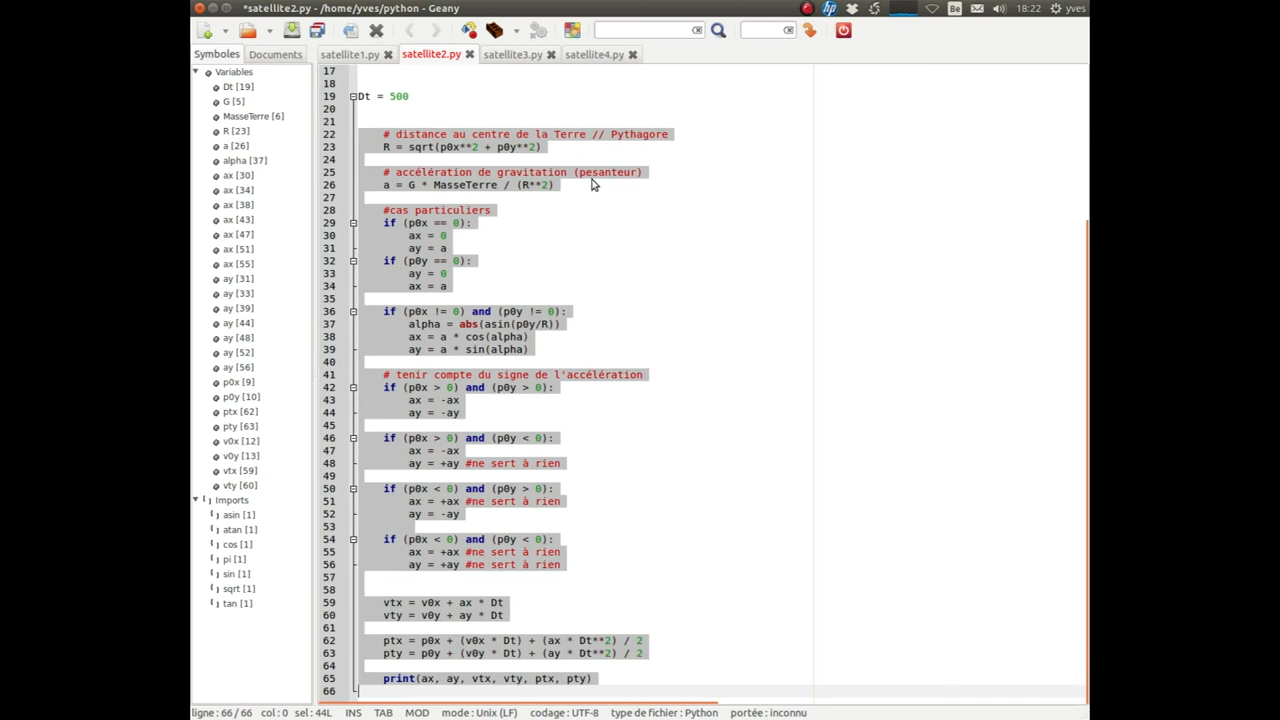 *satellite2.py - /home/yves/python - Geany
Be
18:22
yves
Symboles
Documents
satellite1.py
satellite2.py
satellite3.py
satellite4.py
Variables
Dt [19]
G [5]
MasseTerre [6]
R [23]
a [26]
alpha [37]
ax [30]
ax [34]
ax [38]
ax [43]
ax [47]
ax [51]
ax [55]
ay [31]
ay [33]
ay [39]
ay [44]
ay [48]
ay [52]
ay [56]
p0x [9]
p0y [10]
ptx [62]
pty [63]
v0x [12]
v0y [13]
vtx [59]
vty [60]
Imports
asin [1]
atan [1]
cos [1]
pi [1]
sin [1]
sqrt [1]
tan [1]
17
18
19 Dt = 500
20
21
22 # distance au centre de la Terre // Pythagore
23 R = sqrt(p0x**2 + p0y**2)
24
25 # accélération de gravitation (pesanteur)
26 a = G * MasseTerre / (R**2)
27
28 #cas particuliers
29 if (p0x == 0):
30 ax = 0
31 ay = a
32 if (p0y == 0):
33 ay = 0
34 ax = a
35
36 if (p0x != 0) and (p0y != 0):
37 alpha = abs(asin(p0y/R))
38 ax = a * cos(alpha)
39 ay = a * sin(alpha)
40
41 # tenir compte du signe de l'accélération
42 if (p0x > 0) and (p0y > 0):
43 ax = -ax
44 ay = -ay
45
46 if (p0x > 0) and (p0y < 0):
47 ax = -ax
48 ay = +ay #ne sert à rien
49
50 if (p0x < 0) and (p0y > 0):
51 ax = +ax #ne sert à rien
52 ay = -ay
53
54 if (p0x < 0) and (p0y < 0):
55 ax = +ax #ne sert à rien
56 ay = +ay #ne sert à rien
57
58
59 vtx = v0x + ax * Dt
60 vty = v0y + ay * Dt
61
62 ptx = p0x + (v0x * Dt) + (ax * Dt**2) / 2
63 pty = p0y + (v0y * Dt) + (ay * Dt**2) / 2
64
65 print(ax, ay, vtx, vty, ptx, pty)
66
ligne : 66 / 66 col : 0 sel : 44L INS TAB MOD mode : Unix (LF) codage : UTF-8 type de fichier : Python portée : inconnu